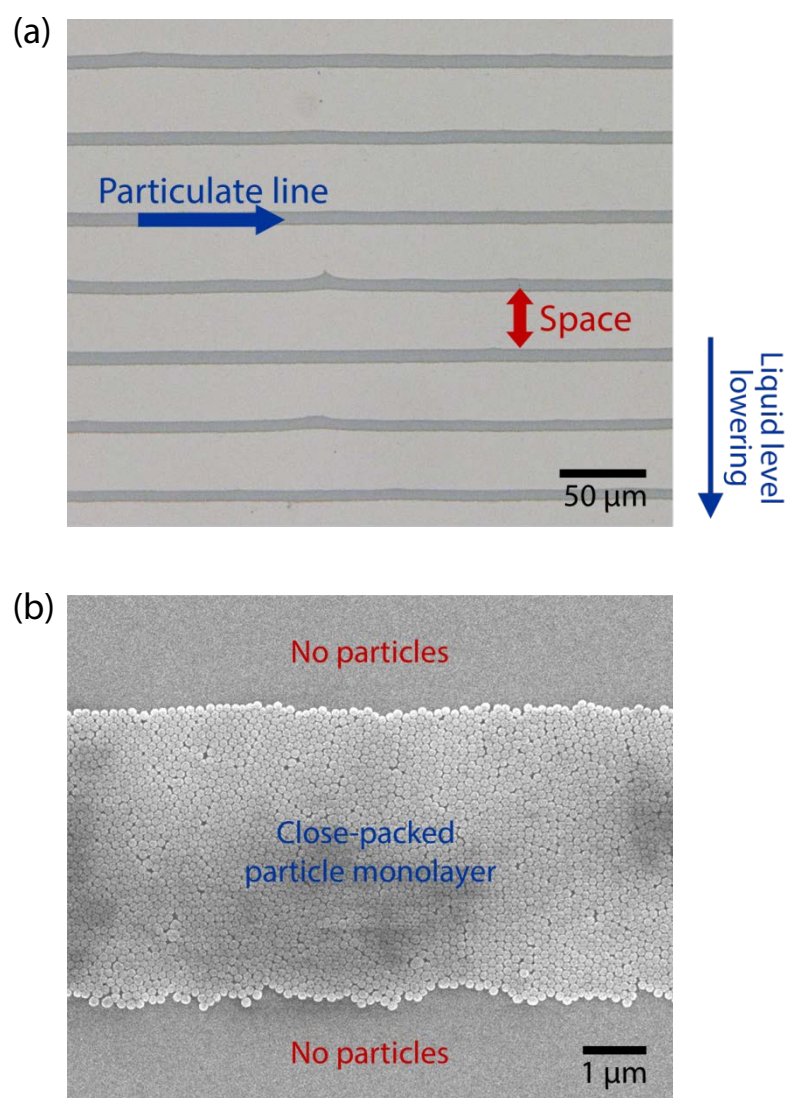 (a)
Particulate line
Space
50 μm
Liquid level
lowering
(b)
No particles
Close-packed
particle monolayer
No particles
1 μm